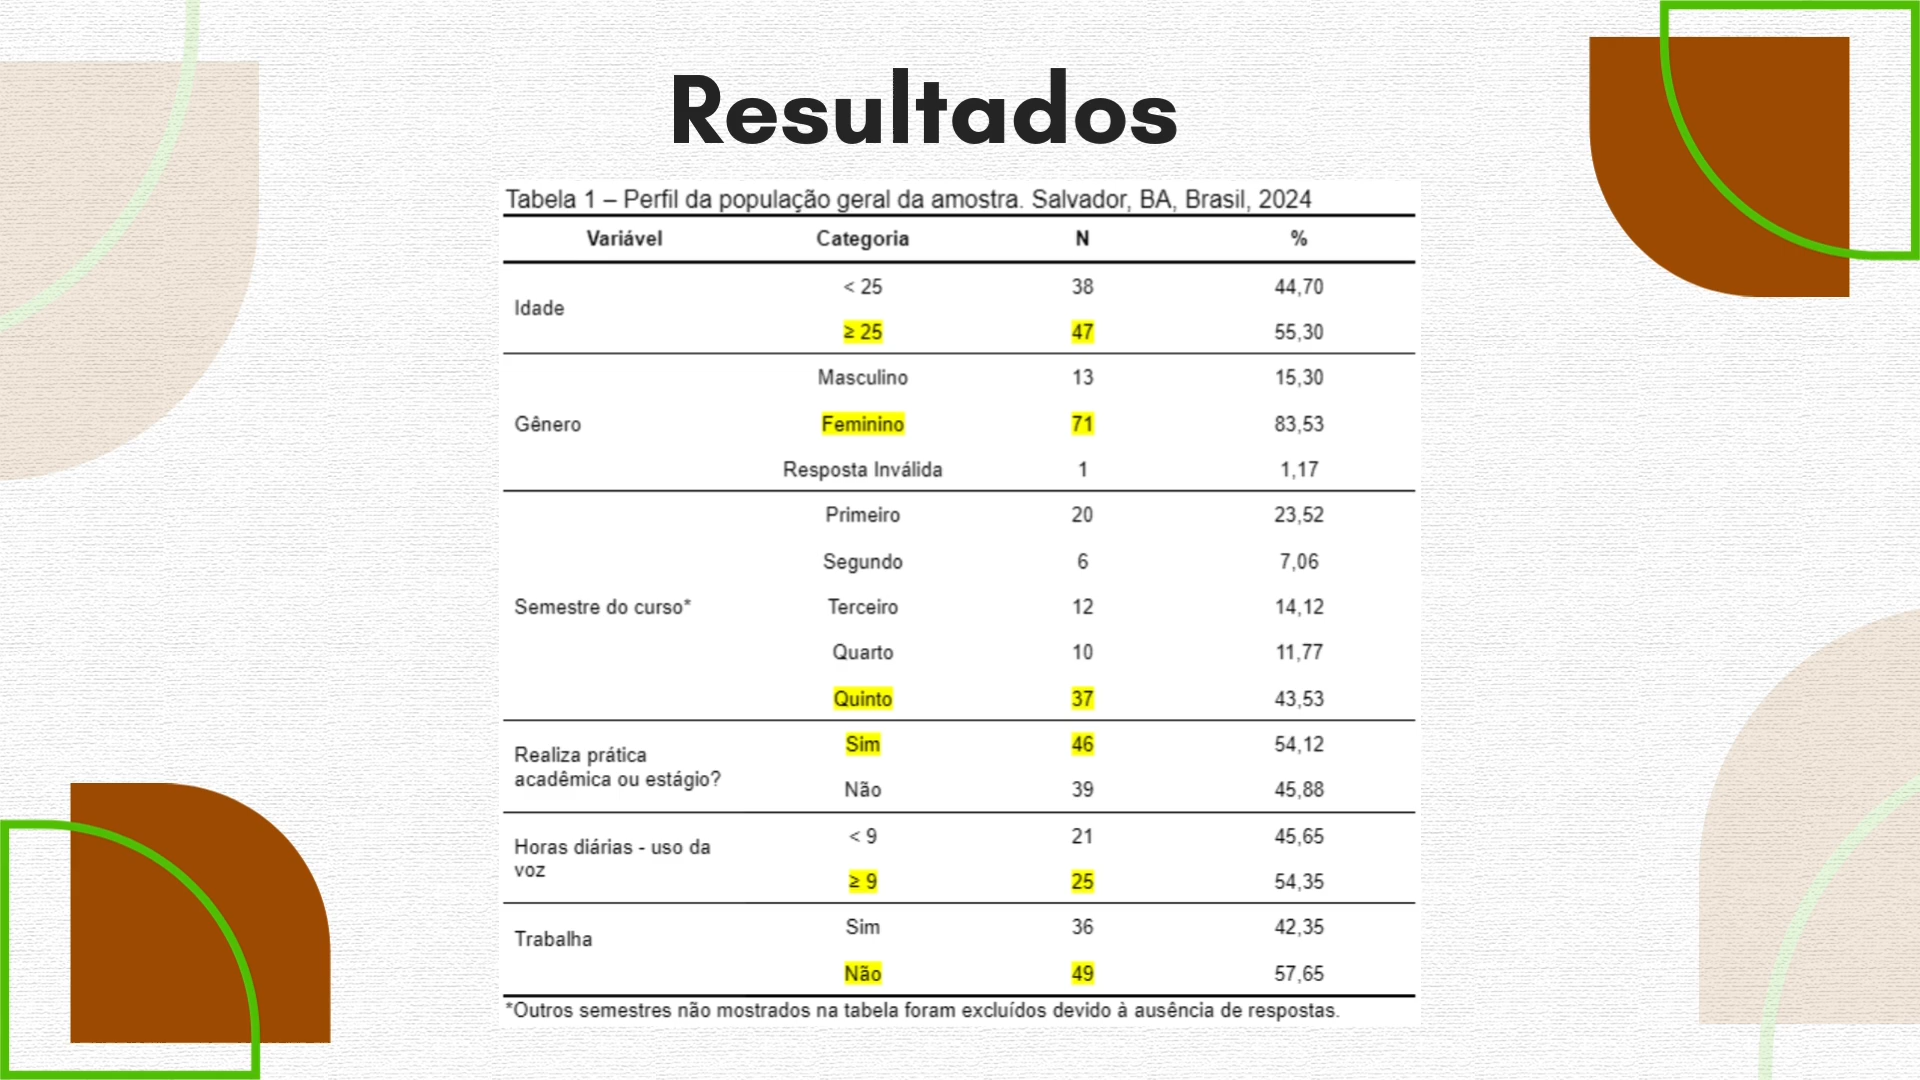 Resultados
Tabela 1 – Perfil da população geral da amostra. Salvador, BA, Brasil, 2024
Variável Categoria N %
Idade
< 25 38 44,70
≥ 25 47 55,30
Gênero
Masculino 13 15,30
Feminino 71 83,53
Resposta Inválida 1 1,17
Semestre do curso*
Primeiro 20 23,52
Segundo 6 7,06
Terceiro 12 14,12
Quarto 10 11,77
Quinto 37 43,53
Realiza prática
acadêmica ou estágio?
Sim 46 54,12
Não 39 45,88
Horas diárias - uso da
voz
< 9 21 45,65
≥ 9 25 54,35
Trabalha
Sim 36 42,35
Não 49 57,65
*Outros semestres não mostrados na tabela foram excluídos devido à ausência de respostas.